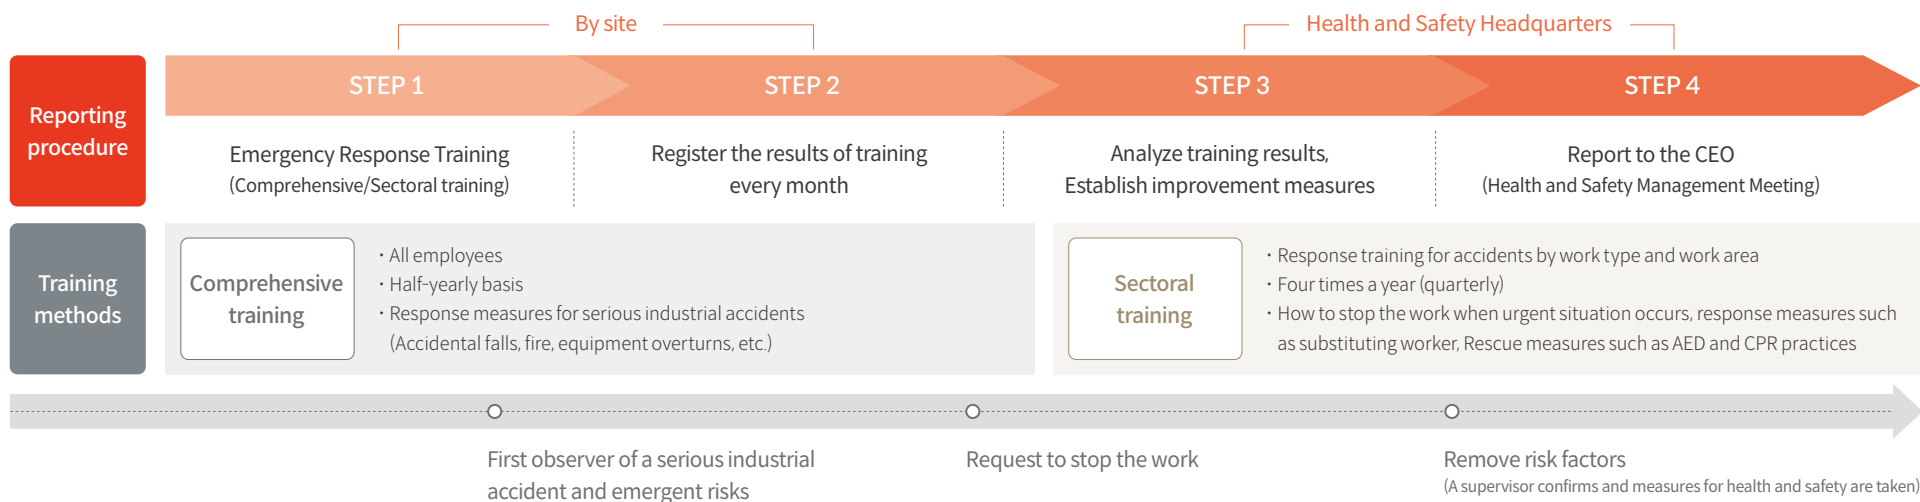 By site
Health and Safety Headquarters
Reporting
procedure
STEP 1
STEP 2
STEP 3
STEP 4
Emergency Response Training
(Comprehensive/Sectoral training)
Register the results of training
every month
Analyze training results,
Establish improvement measures
Report to the CEO
(Health and Safety Management Meeting)
Training
methods
Comprehensive
training
· All employees
· Half-yearly basis
· Response measures for serious industrial accidents
(Accidental falls, fire, equipment overturns, etc.)
Sectoral
training
· Response training for accidents by work type and work area
· Four times a year (quarterly)
· How to stop the work when urgent situation occurs, response measures such
as substituting worker, Rescue measures such as AED and CPR practices
First observer of a serious industrial
accident and emergent risks
Request to stop the work
Remove risk factors
(A supervisor confirms and measures for health and safety are taken)